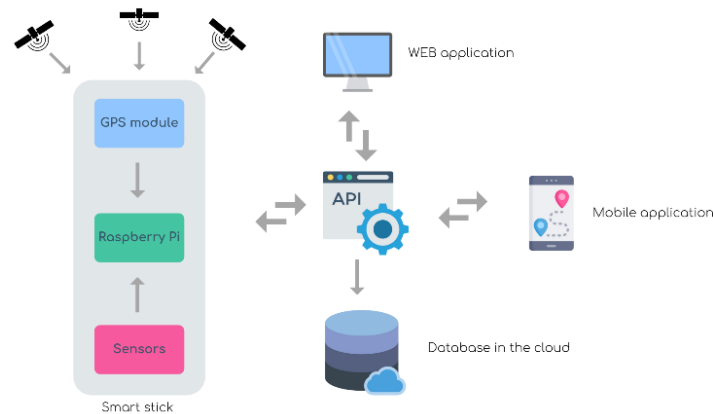 GPS module
Raspberry Pi
Sensors
Smart stick
WEB application
API
Mobile application
Database in the cloud